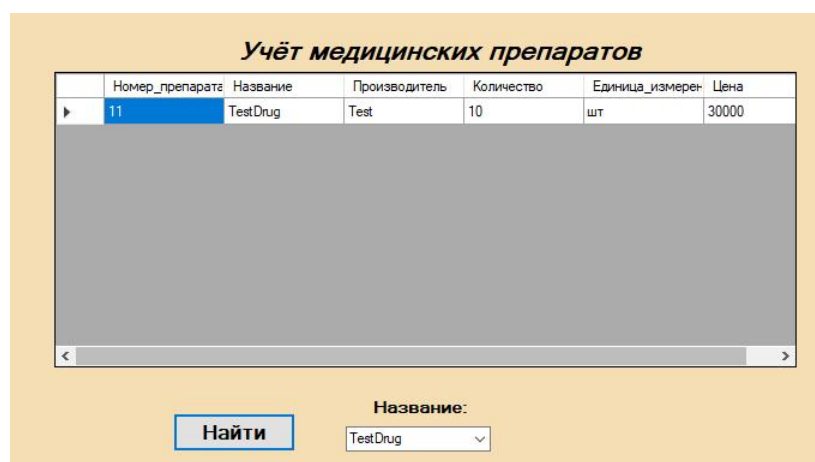 Учёт медицинских препаратов
Номер_препарата Название Производитель Количество Единица_измерен Цена
11 TestDrug Test 10 шт 30000
Название:
Найти TestDrug